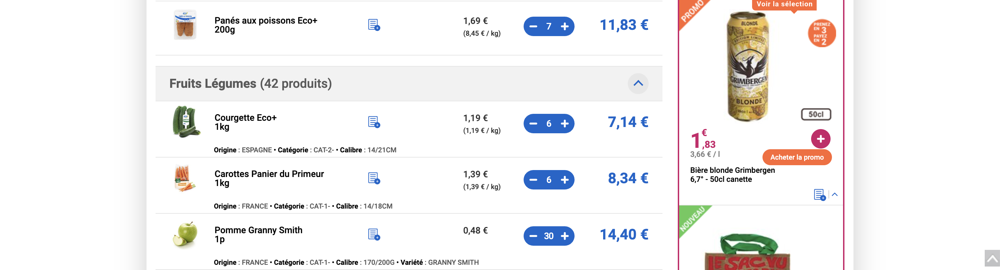 Panés aux poissons Eco+
200g
1,69 €
(8,45 € / kg)
7
11,83 €
Fruits Légumes (42 produits)
Courgette Eco+
1kg
1,19 €
(1,19 € / kg)
6
7,14 €
Origine : ESPAGNE • Catégorie : CAT-2- • Calibre : 14/21CM
Carottes Panier du Primeur
1kg
1,39 €
(1,39 € / kg)
6
8,34 €
Origine : FRANCE • Catégorie : CAT-1- • Calibre : 14/18CM
Pomme Granny Smith
1p
0,48 €
30
14,40 €
Origine : FRANCE • Catégorie : CAT-1- • Calibre : 170/200G • Variété : GRANNY SMITH
PROMO
Voir la sélection
PRENEZ
EN 3
PAYEZ
EN 2
BLONDE
EDITION LIMITÉE
GRIMBERGEN
BLONDE
50cl
1€,83
3,66 € / l
Acheter la promo
Bière blonde Grimbergen
6,7° - 50cl canette
NOUVEAU
LE SAC VU